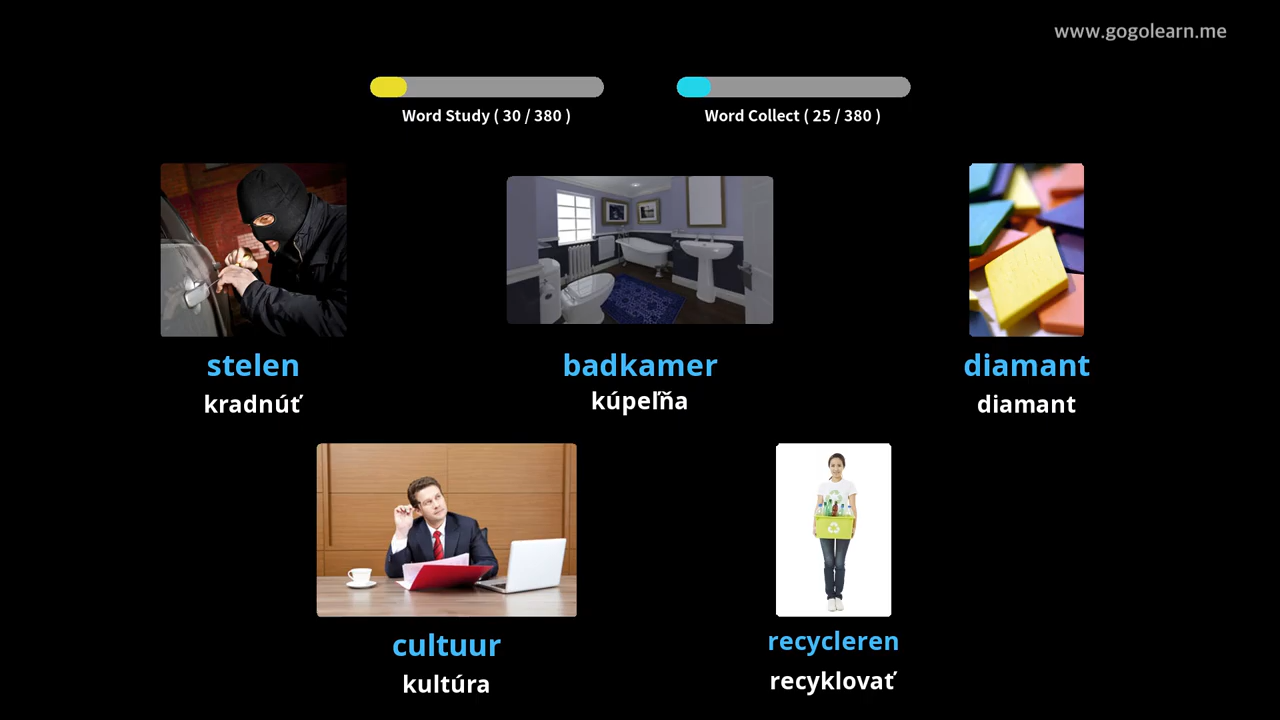 www.gogolearn.me
Word Study ( 30 / 380 )
Word Collect ( 25 / 380 )
stelen
kradnúť
badkamer
kúpeľňa
diamant
diamant
cultuur
kultúra
recycleren
recyklovať